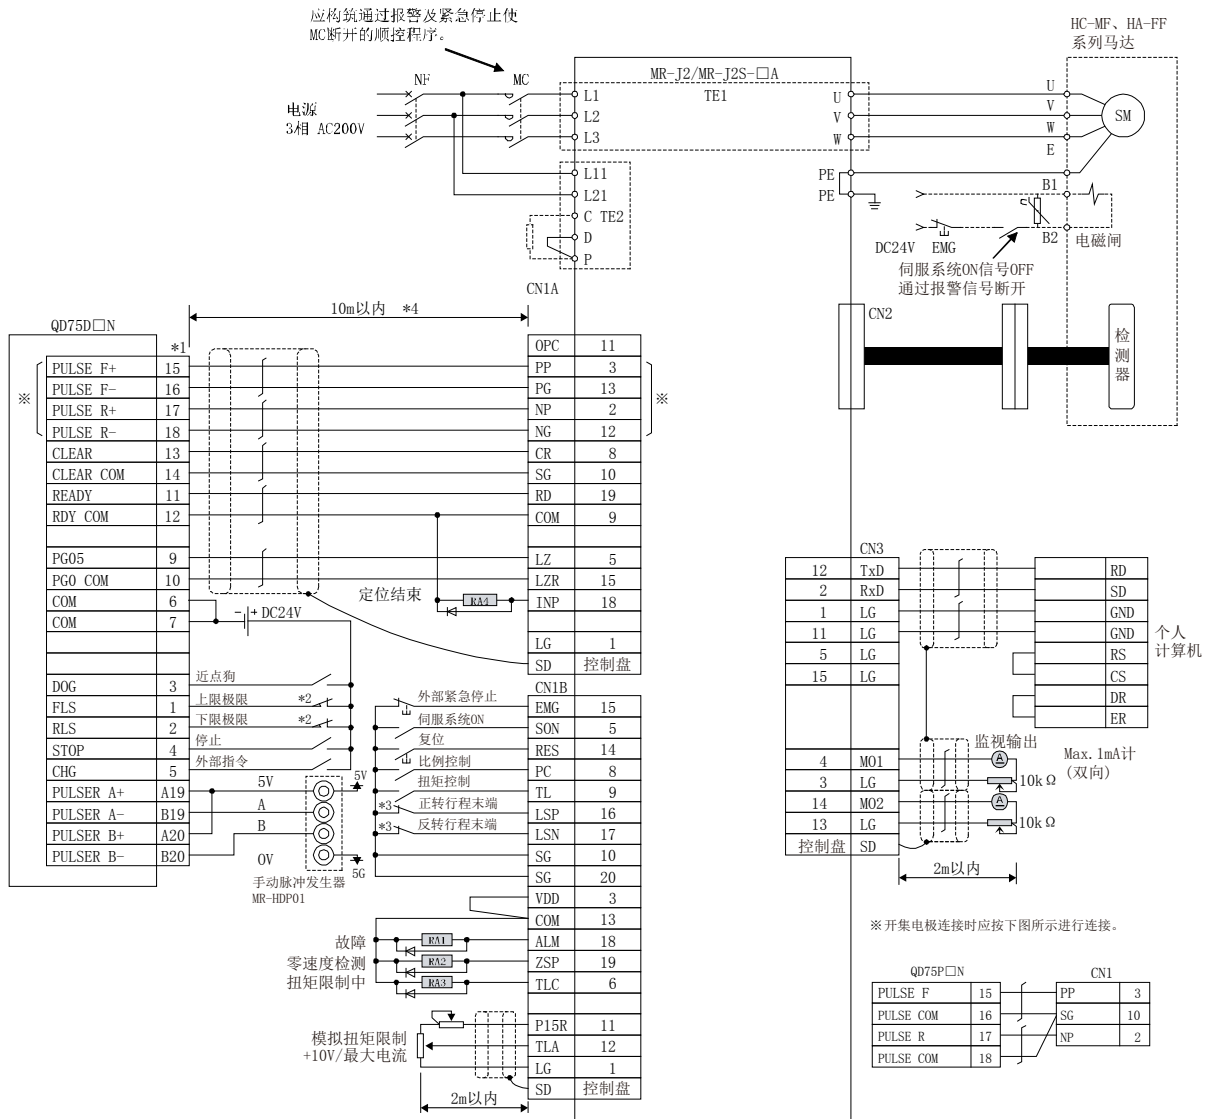 应构筑通过报警及紧急停止使
MC断开的顺控程序。
HC-MF、HA-FF
系列马达
MR-J2/MR-J2S-□A
NF
MC
TE1
电源
3相 AC200V
L1
L2
L3
U
V
W
U
V
W
E
SM
L11
L21
C TE2
D
P
PE
PE
B1
B2
DC24V
EMG
电磁闸
伺服系统ON信号OFF
通过报警信号断开
CN1A
CN2
检测器
10m以内 *4
QD75D□N
*1
※
PULSE F+ 15
PULSE F- 16
PULSE R+ 17
PULSE R- 18
CLEAR 13
CLEAR COM 14
READY 11
RDY COM 12
PG05 9
PGO COM 10
COM 6
COM 7
DOG 3
FLS 1
RLS 2
STOP 4
CHG 5
PULSER A+ A19
PULSER A- B19
PULSER B+ A20
PULSER B- B20
OPC 11
PP 3
PG 13
NP 2
NG 12
CR 8
SG 10
RD 19
COM 9
LZ 5
LZR 15
INP 18
LG 1
SD 控制盘
※
定位结束
RA4
- + DC24V
近点狗
上限极限 *2
下限极限 *2
停止
外部指令
5V
A
B
0V
5V
5G
手动脉冲发生器
MR-HDP01
CN1B
外部紧急停止
伺服系统ON
复位
比例控制
扭矩控制
*3 正转行程末端
*3 反转行程末端
EMG 15
SON 5
RES 14
PC 8
TL 9
LSP 16
LSN 17
SG 10
SG 20
VDD 3
COM 13
ALM 18
ZSP 19
TLC 6
P15R 11
TLA 12
LG 1
SD 控制盘
故障
零速度检测
扭矩限制中
RA1
RA2
RA3
模拟扭矩限制
+10V/最大电流
2m以内
CN3
12 TxD
2 RxD
1 LG
11 LG
5 LG
15 LG
4 MO1
3 LG
14 MO2
13 LG
控制盘 SD
RD
SD
GND
GND
RS
CS
DR
ER
个人
计算机
监视输出
A
10kΩ
A
10kΩ
Max.1mA计
(双向)
2m以内
※开集电极连接时应按下图所示进行连接。
QD75P□N
CN1
PULSE F 15
PULSE COM 16
PULSE R 17
PULSE COM 18
PP 3
SG 10
NP 2